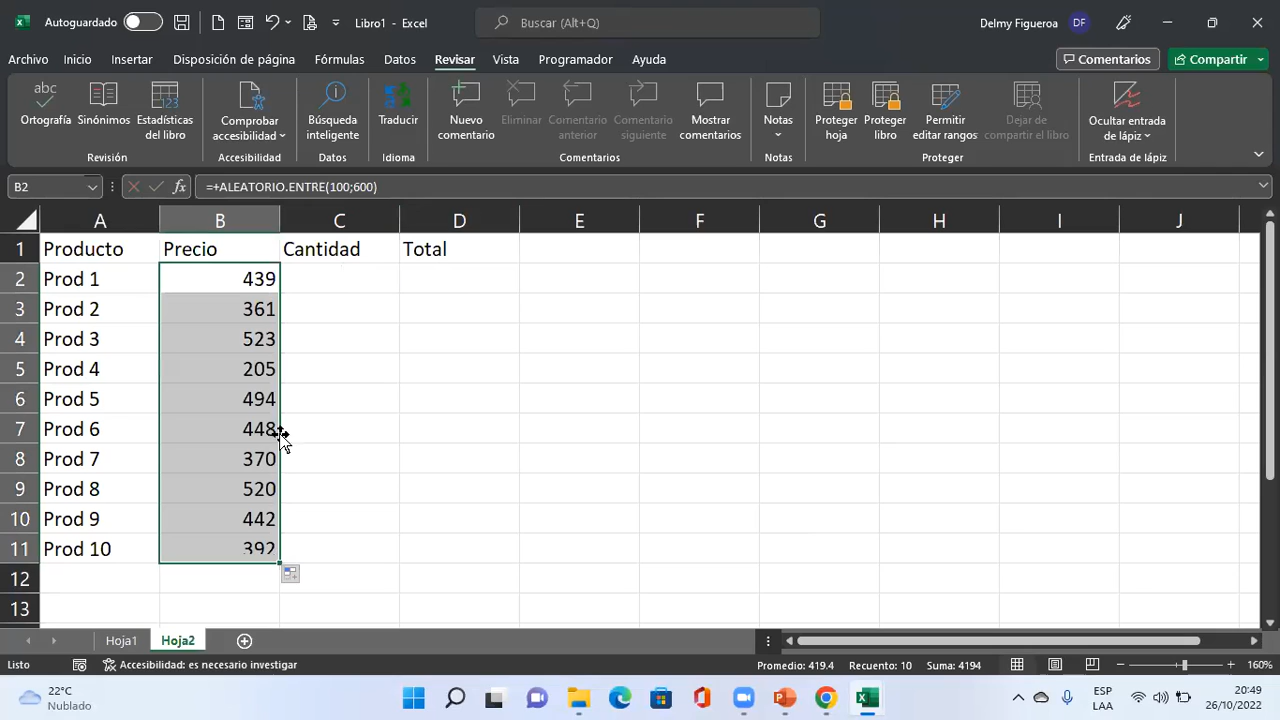 Autoguardado
Libro1 - Excel
Buscar (Alt+Q)
Delmy Figueroa
DF
Archivo Inicio Insertar Disposición de página Fórmulas Datos Revisar Vista Programador Ayuda
Comentarios
Compartir
abc
Ortografía
Sinónimos
123
Estadísticas del libro
Comprobar accesibilidad
Búsqueda inteligente
Traducir
Nuevo comentario
Eliminar
Comentario anterior
Comentario siguiente
Mostrar comentarios
Notas
Proteger hoja
Proteger libro
Permitir editar rangos
Dejar de compartir el libro
Ocultar entrada de lápiz
Revisión Accesibilidad Datos Idioma Comentarios Notas Proteger Entrada de lápiz
B2 fx =+ALEATORIO.ENTRE(100;600)
A B C D E F G H I J
1 Producto Precio Cantidad Total
2 Prod 1 439
3 Prod 2 361
4 Prod 3 523
5 Prod 4 205
6 Prod 5 494
7 Prod 6 448
8 Prod 7 370
9 Prod 8 520
10 Prod 9 442
11 Prod 10 392
12
13
Hoja1 Hoja2
Listo
Accesibilidad: es necesario investigar
Promedio: 419.4 Recuento: 10 Suma: 4194
160%
22°C
Nublado
ESP
LAA
20:49
26/10/2022